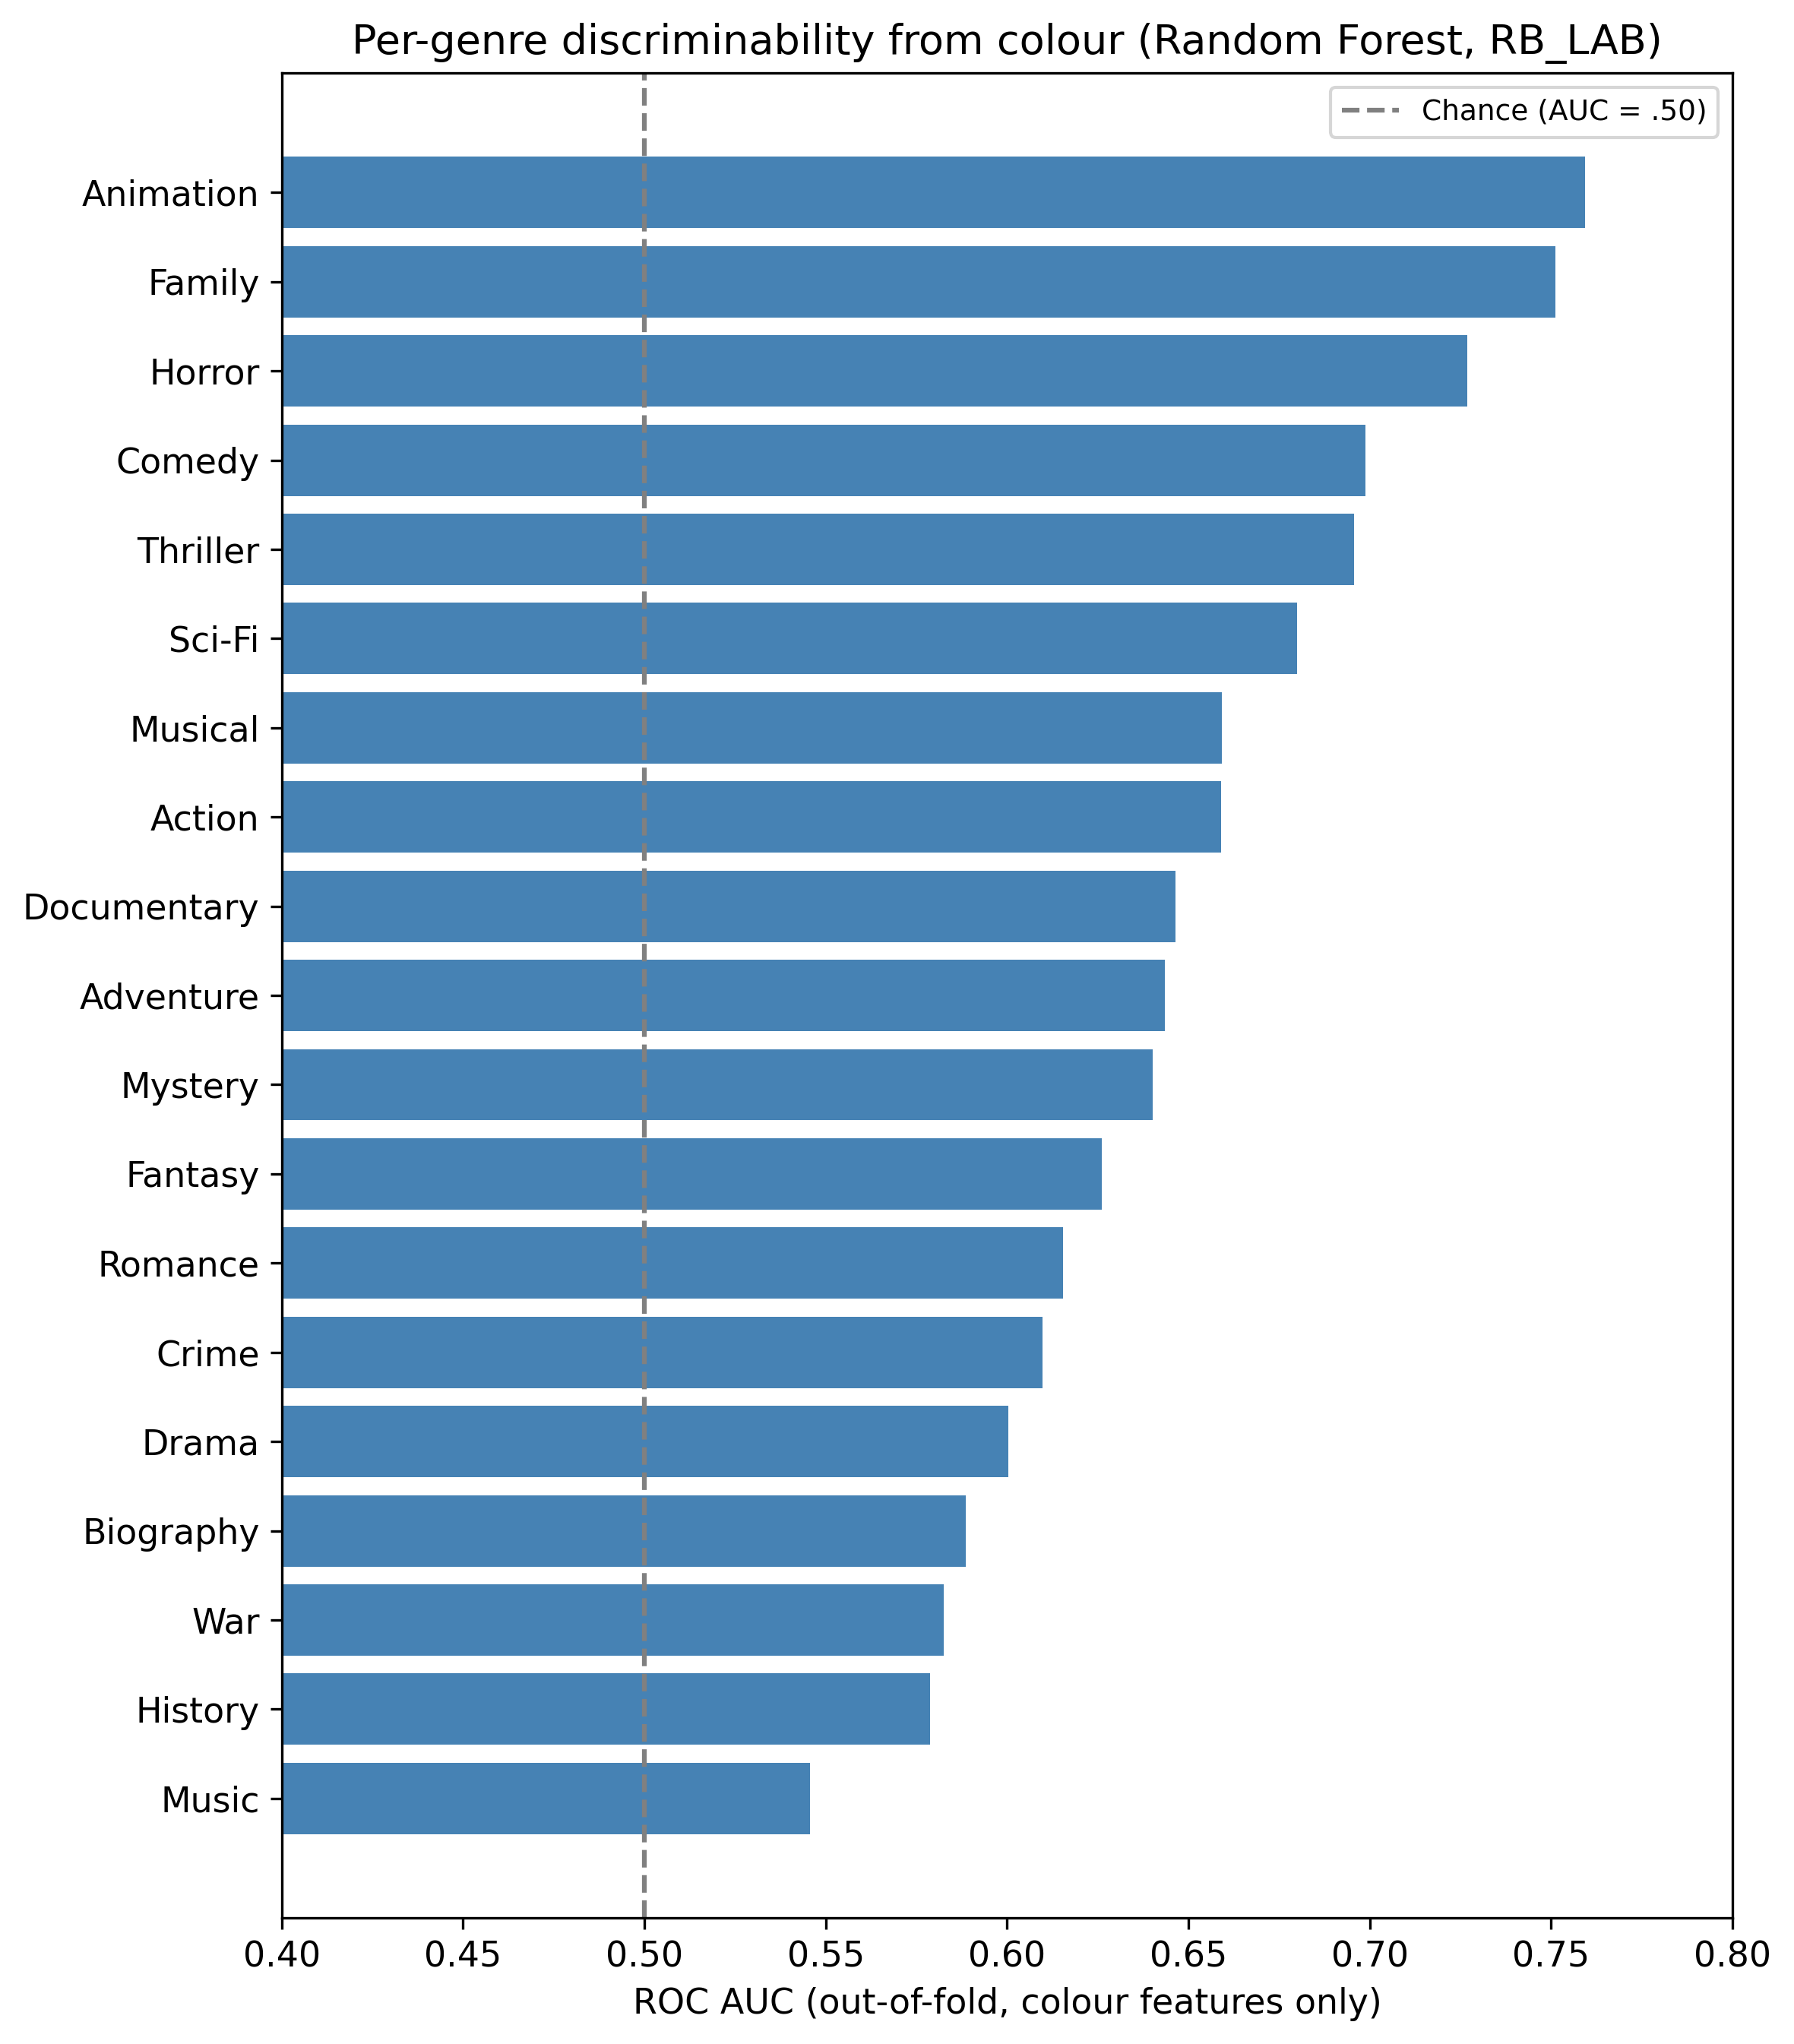 Per-genre discriminability from colour (Random Forest, RB_LAB)
Chance (AUC = .50)
Animation
Family
Horror
Comedy
Thriller
Sci-Fi
Musical
Action
Documentary
Adventure
Mystery
Fantasy
Romance
Crime
Drama
Biography
War
History
Music
0.40 0.45 0.50 0.55 0.60 0.65 0.70 0.75 0.80
ROC AUC (out-of-fold, colour features only)